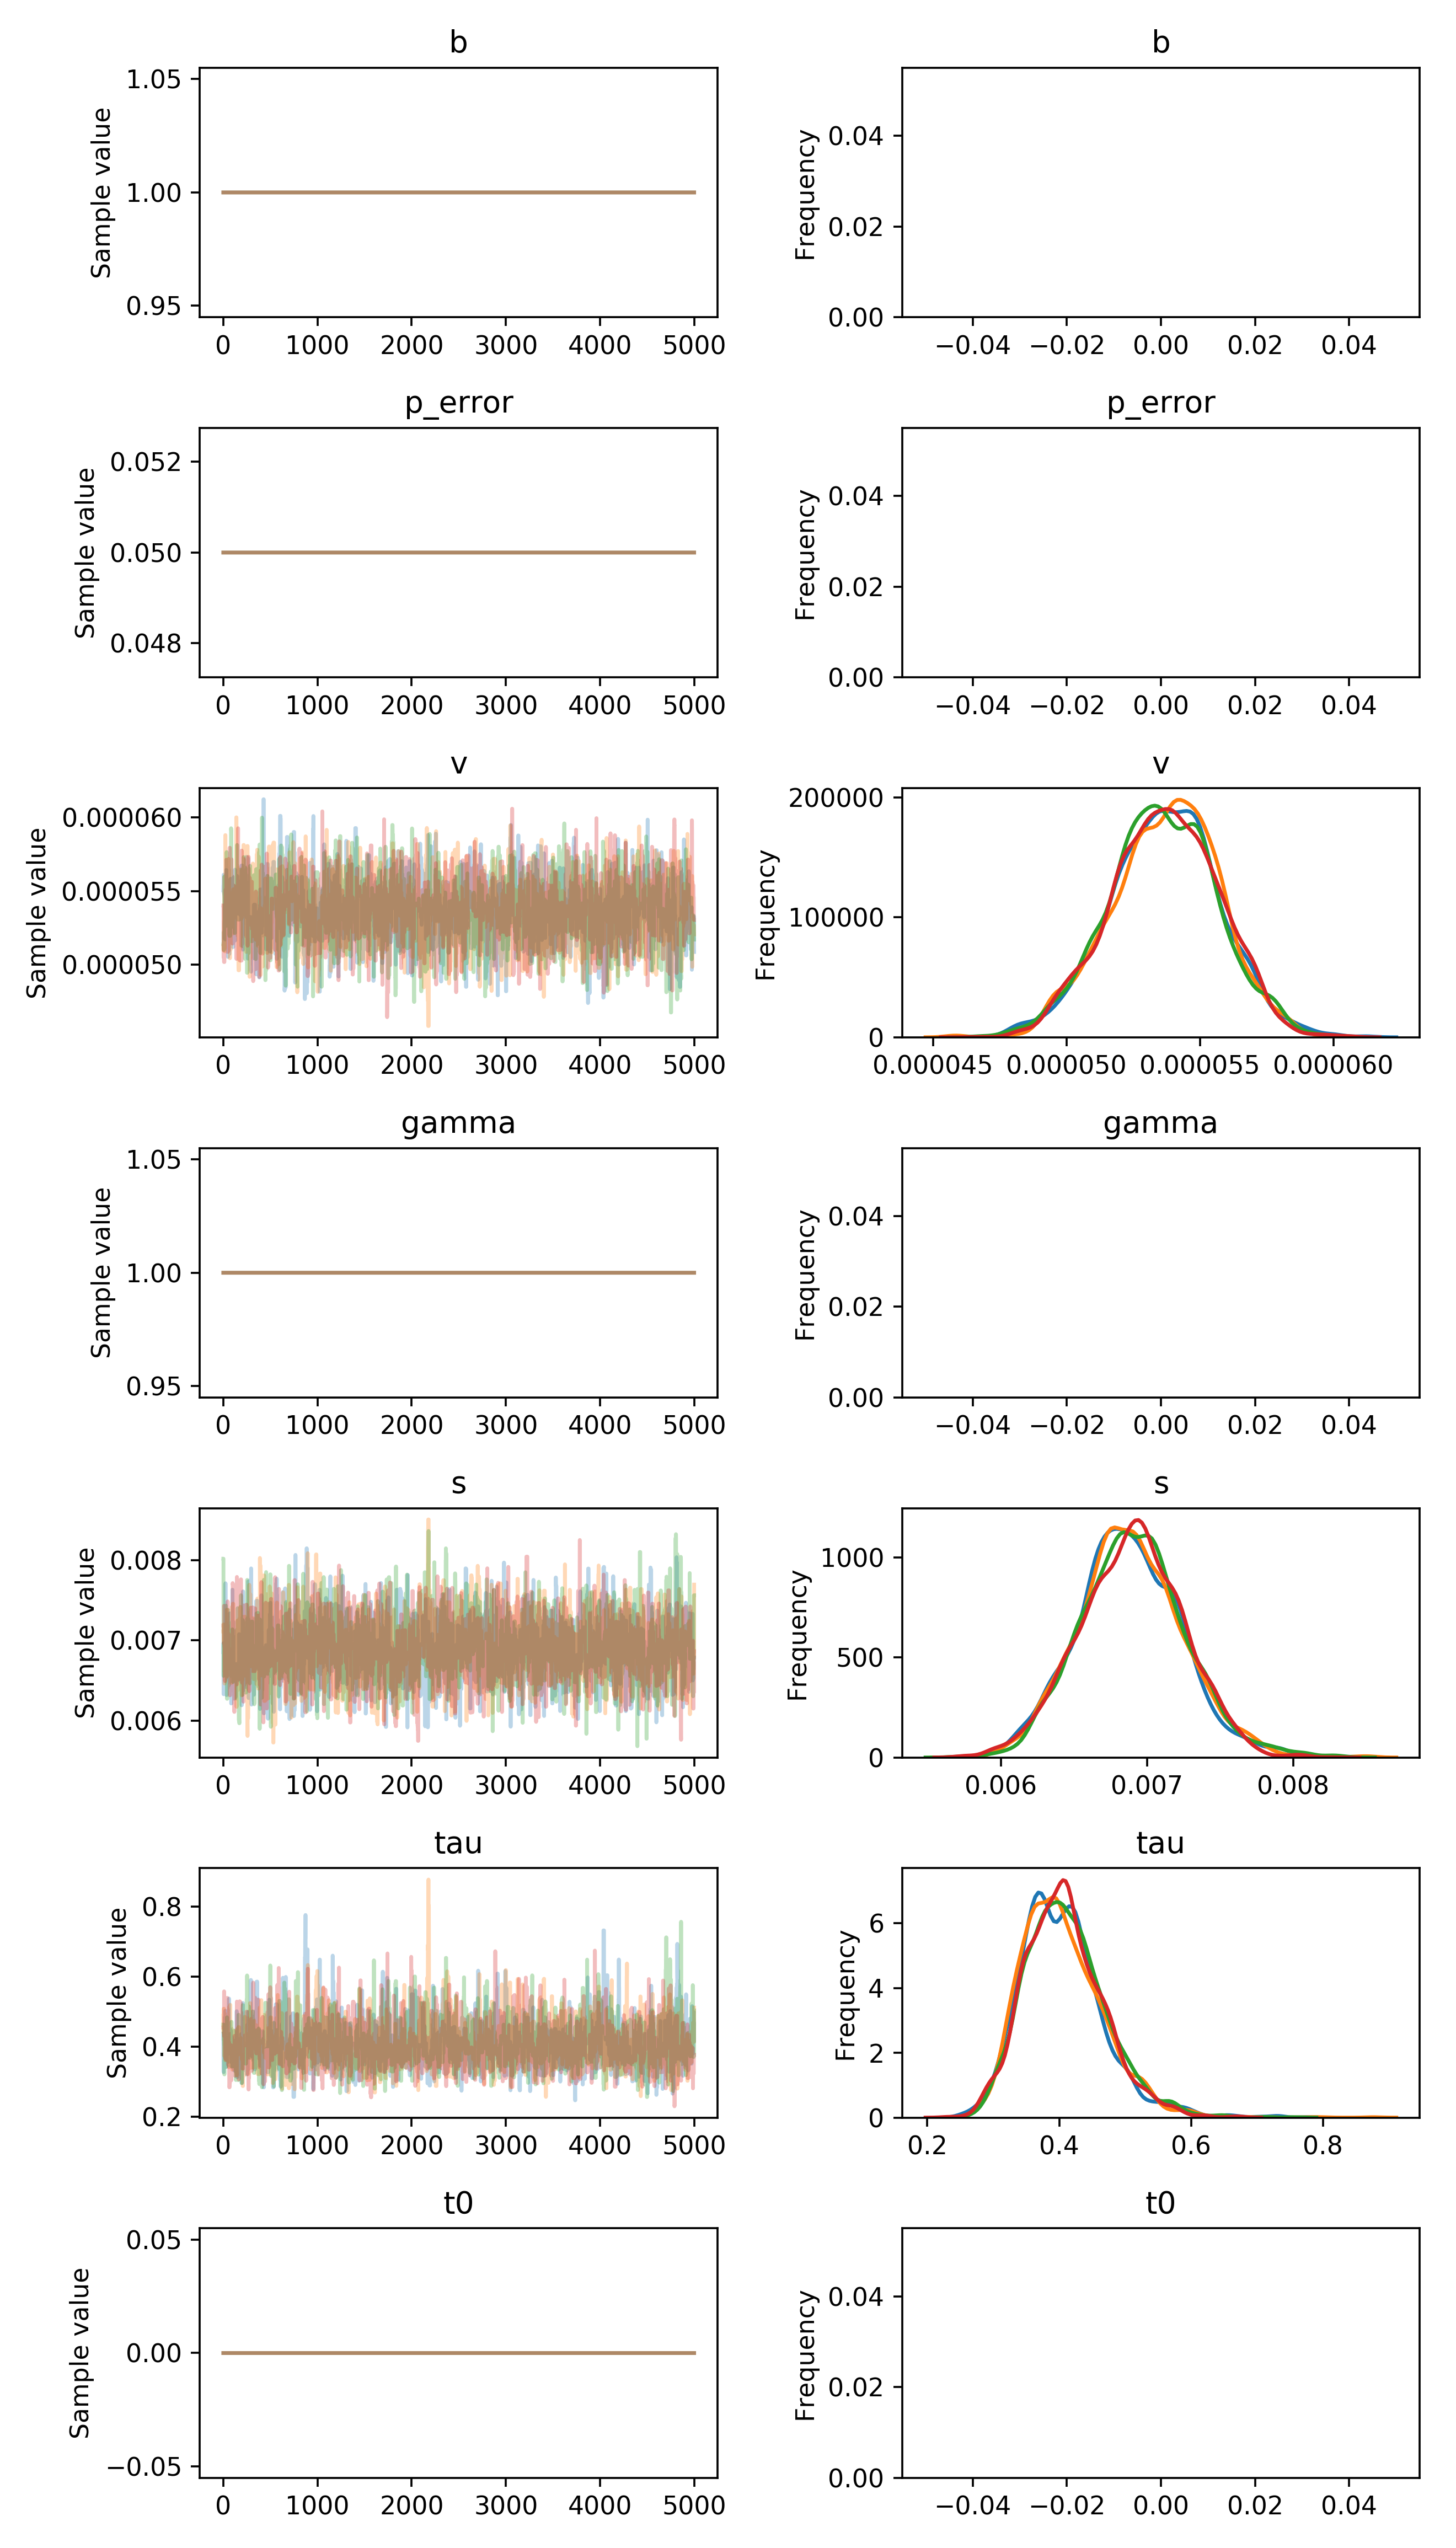 b b
1.05
1.00
0.95
Sample value
0 1000 2000 3000 4000 5000
0.04
0.02
0.00
Frequency
−0.04 −0.02 0.00 0.02 0.04
p_error p_error
0.052
0.050
0.048
Sample value
0 1000 2000 3000 4000 5000
0.04
0.02
0.00
Frequency
−0.04 −0.02 0.00 0.02 0.04
v v
0.000060
0.000055
0.000050
Sample value
0 1000 2000 3000 4000 5000
200000
100000
0
Frequency
0.000045 0.000050 0.000055 0.000060
gamma gamma
1.05
1.00
0.95
Sample value
0 1000 2000 3000 4000 5000
0.04
0.02
0.00
Frequency
−0.04 −0.02 0.00 0.02 0.04
s s
0.008
0.007
0.006
Sample value
0 1000 2000 3000 4000 5000
1000
500
0
Frequency
0.006 0.007 0.008
tau tau
0.8
0.6
0.4
0.2
Sample value
0 1000 2000 3000 4000 5000
6
4
2
0
Frequency
0.2 0.4 0.6 0.8
t0 t0
0.05
0.00
−0.05
Sample value
0 1000 2000 3000 4000 5000
0.04
0.02
0.00
Frequency
−0.04 −0.02 0.00 0.02 0.04